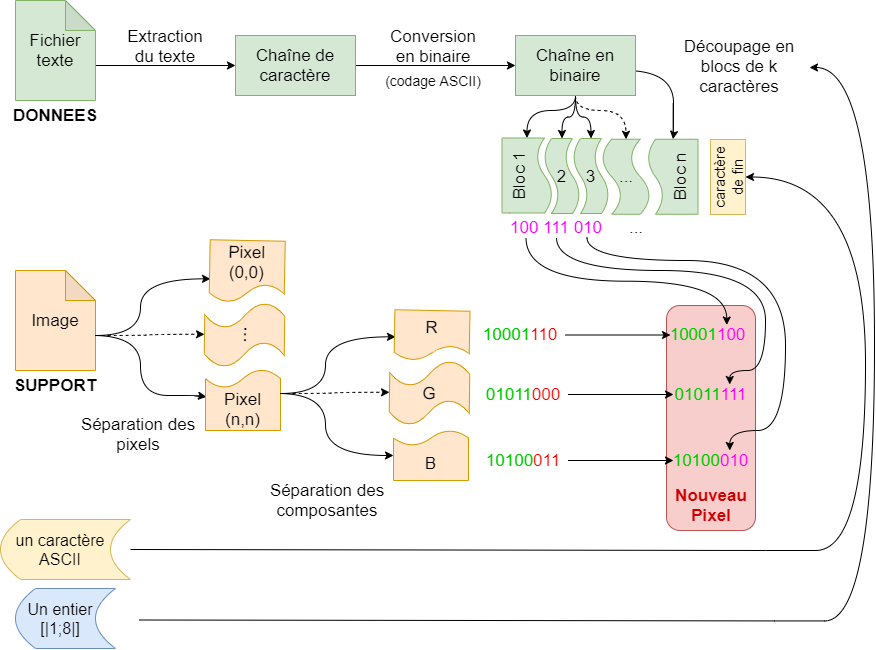 Fichier
texte
DONNEES
Extraction
du texte
Chaîne de
caractère
Conversion
en binaire
(codage ASCII)
Chaîne en
binaire
Découpage en
blocs de k
caractères
Bloc 1
2
3
...
Bloc n
caractère
de fin
100 111 010
...
Image
SUPPORT
Pixel
(0,0)
...
Pixel
(n,n)
Séparation des
pixels
R
10001110
10001100
G
01011000
01011111
B
10100011
10100010
Séparation des
composantes
Nouveau
Pixel
un caractère
ASCII
Un entier
[|1;8|]